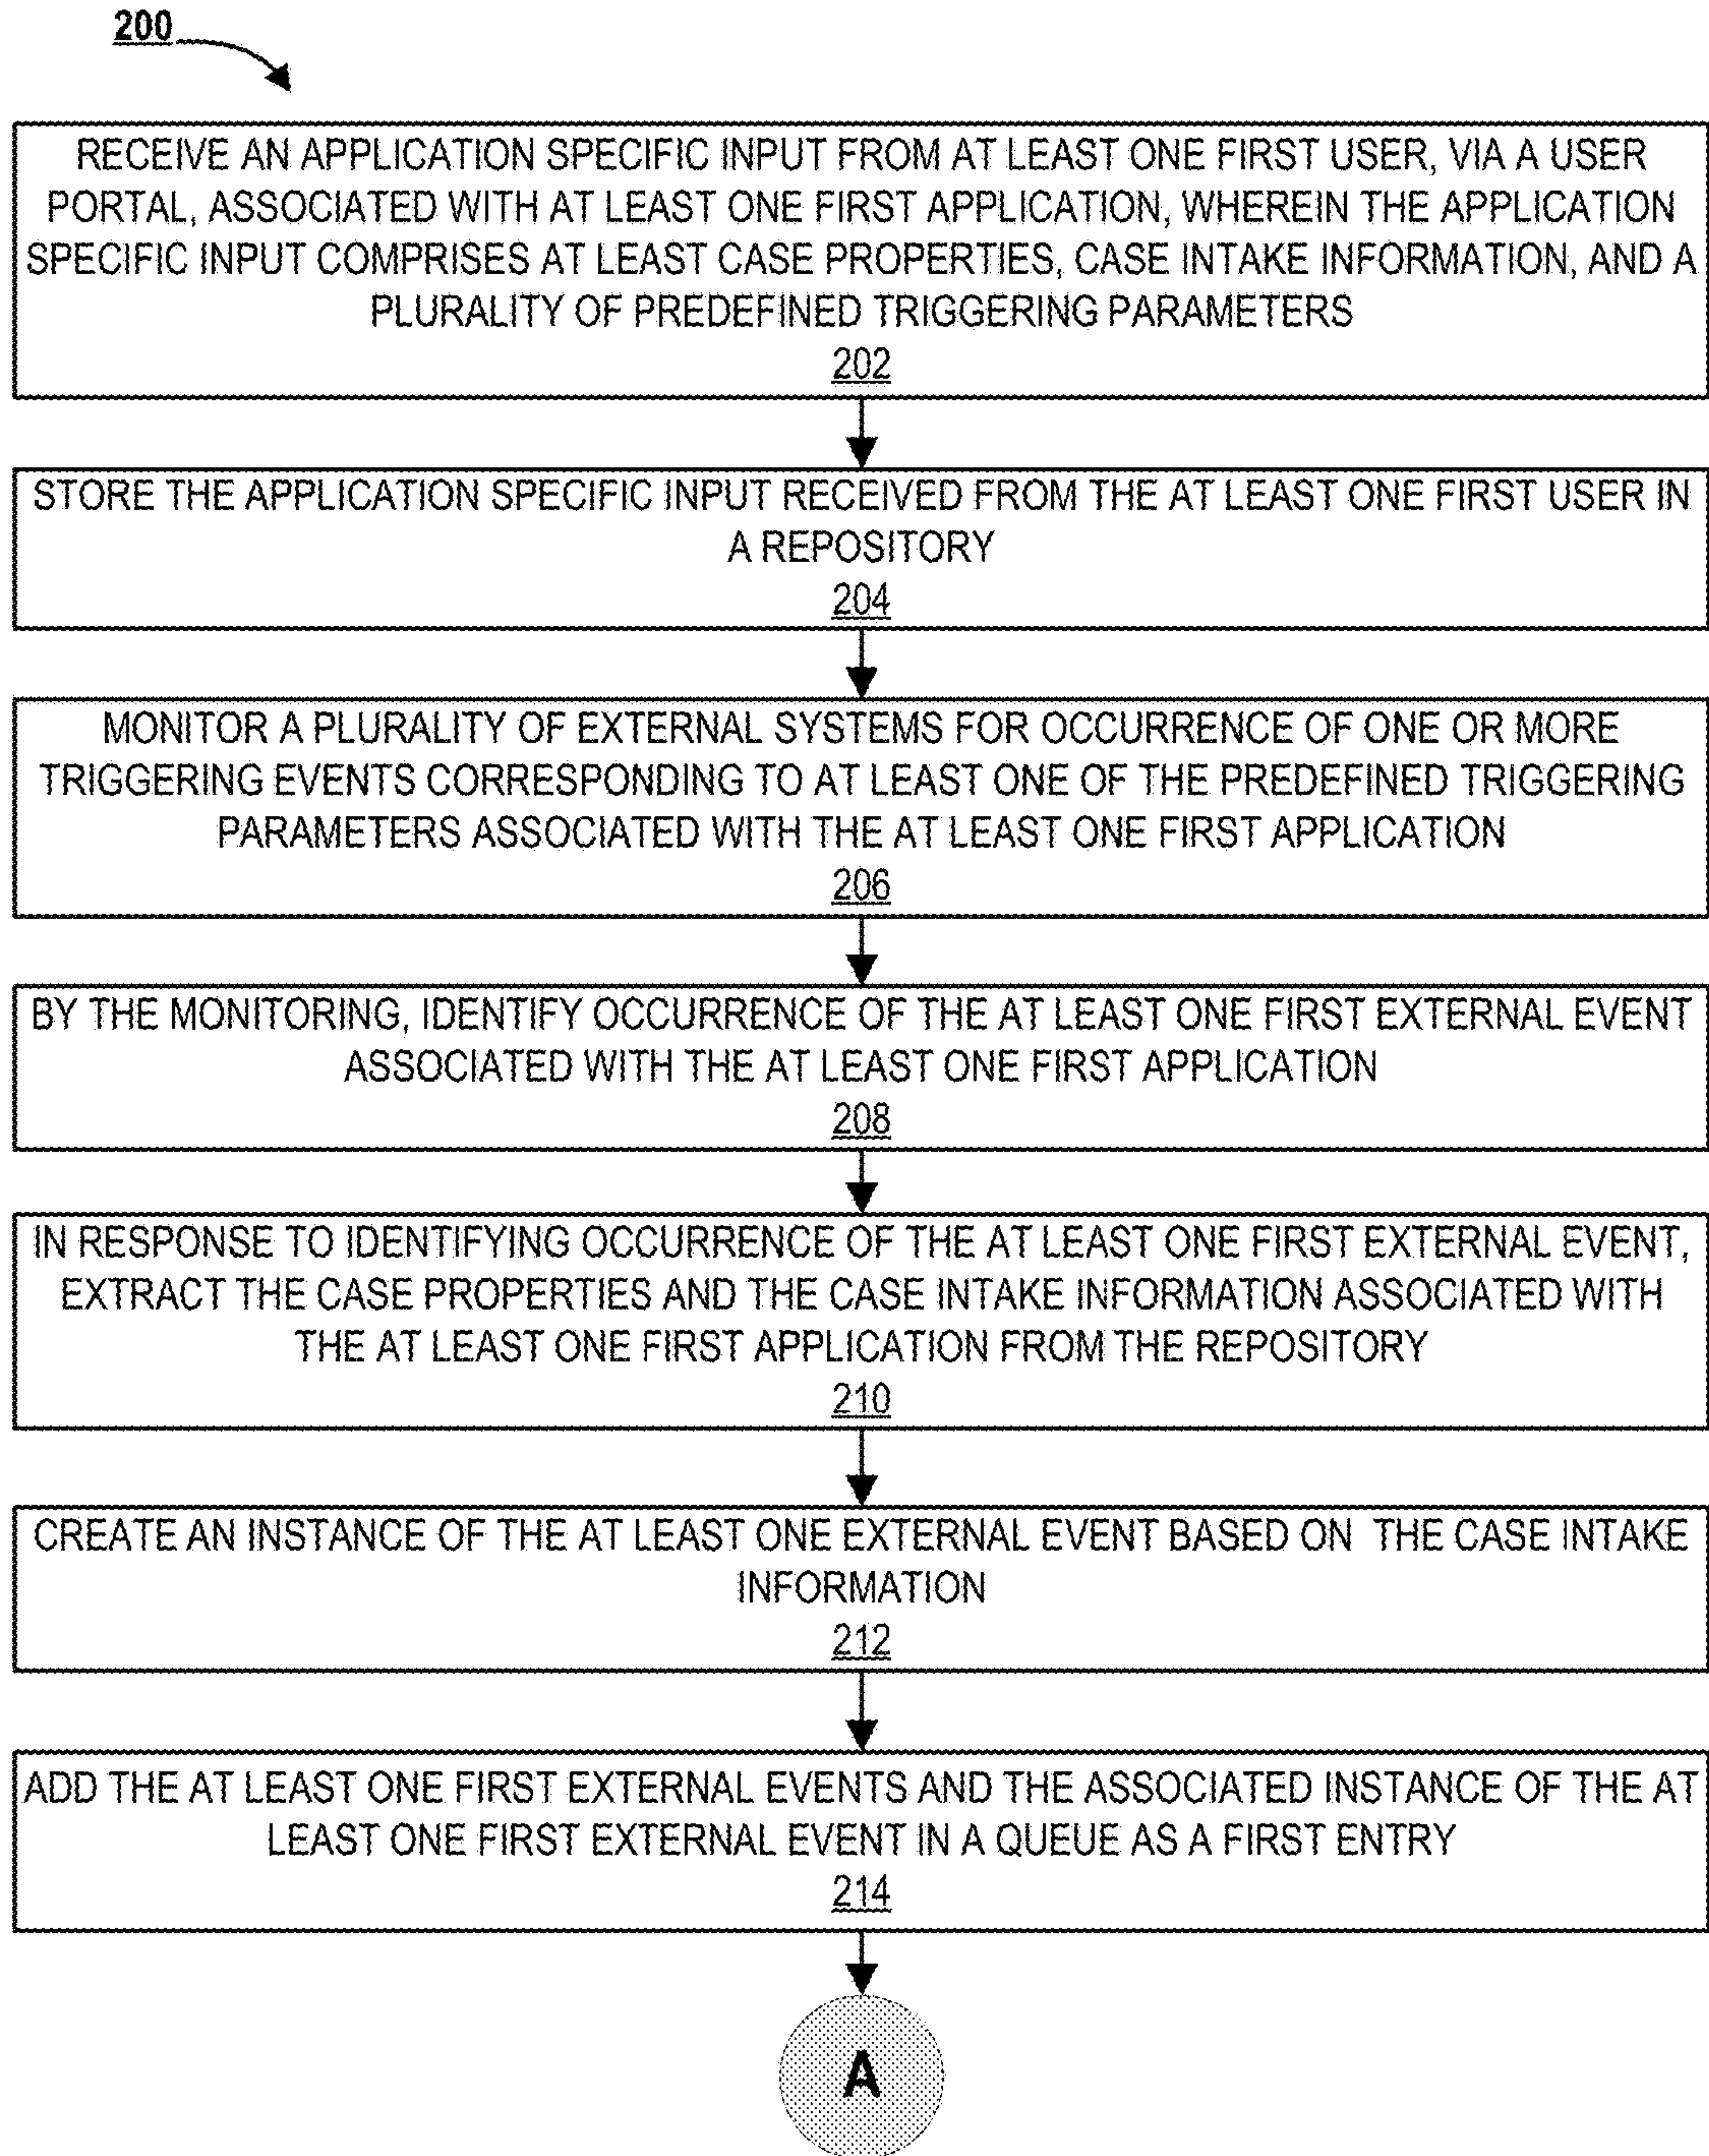 200
RECEIVE AN APPLICATION SPECIFIC INPUT FROM AT LEAST ONE FIRST USER, VIA A USER
PORTAL, ASSOCIATED WITH AT LEAST ONE FIRST APPLICATION, WHEREIN THE APPLICATION
SPECIFIC INPUT COMPRISES AT LEAST CASE PROPERTIES, CASE INTAKE INFORMATION, AND A
PLURALITY OF PREDEFINED TRIGGERING PARAMETERS
202
STORE THE APPLICATION SPECIFIC INPUT RECEIVED FROM THE AT LEAST ONE FIRST USER IN
A REPOSITORY
204
MONITOR A PLURALITY OF EXTERNAL SYSTEMS FOR OCCURRENCE OF ONE OR MORE
TRIGGERING EVENTS CORRESPONDING TO AT LEAST ONE OF THE PREDEFINED TRIGGERING
PARAMETERS ASSOCIATED WITH THE AT LEAST ONE FIRST APPLICATION
206
BY THE MONITORING, IDENTIFY OCCURRENCE OF THE AT LEAST ONE FIRST EXTERNAL EVENT
ASSOCIATED WITH THE AT LEAST ONE FIRST APPLICATION
208
IN RESPONSE TO IDENTIFYING OCCURRENCE OF THE AT LEAST ONE FIRST EXTERNAL EVENT,
EXTRACT THE CASE PROPERTIES AND THE CASE INTAKE INFORMATION ASSOCIATED WITH
THE AT LEAST ONE FIRST APPLICATION FROM THE REPOSITORY
210
CREATE AN INSTANCE OF THE AT LEAST ONE EXTERNAL EVENT BASED ON THE CASE INTAKE
INFORMATION
212
ADD THE AT LEAST ONE FIRST EXTERNAL EVENTS AND THE ASSOCIATED INSTANCE OF THE AT
LEAST ONE FIRST EXTERNAL EVENT IN A QUEUE AS A FIRST ENTRY
214
A